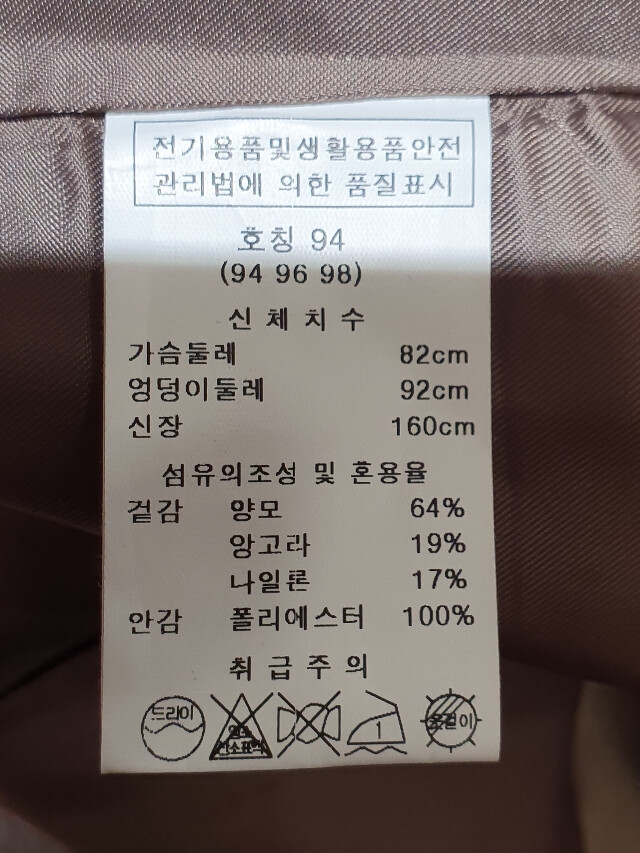 전기용품및생활용품안전
관리법에 의한 품질표시
호칭 94
(94 96 98)
신 체 치 수
가슴둘레 82cm
엉덩이둘레 92cm
신장 160cm
섬유의조성 및 혼용율
겉감 양모 64%
앙고라 19%
나일론 17%
안감 폴리에스터 100%
취 급 주 의
드라이 염소 산소표백 1 옷걸이